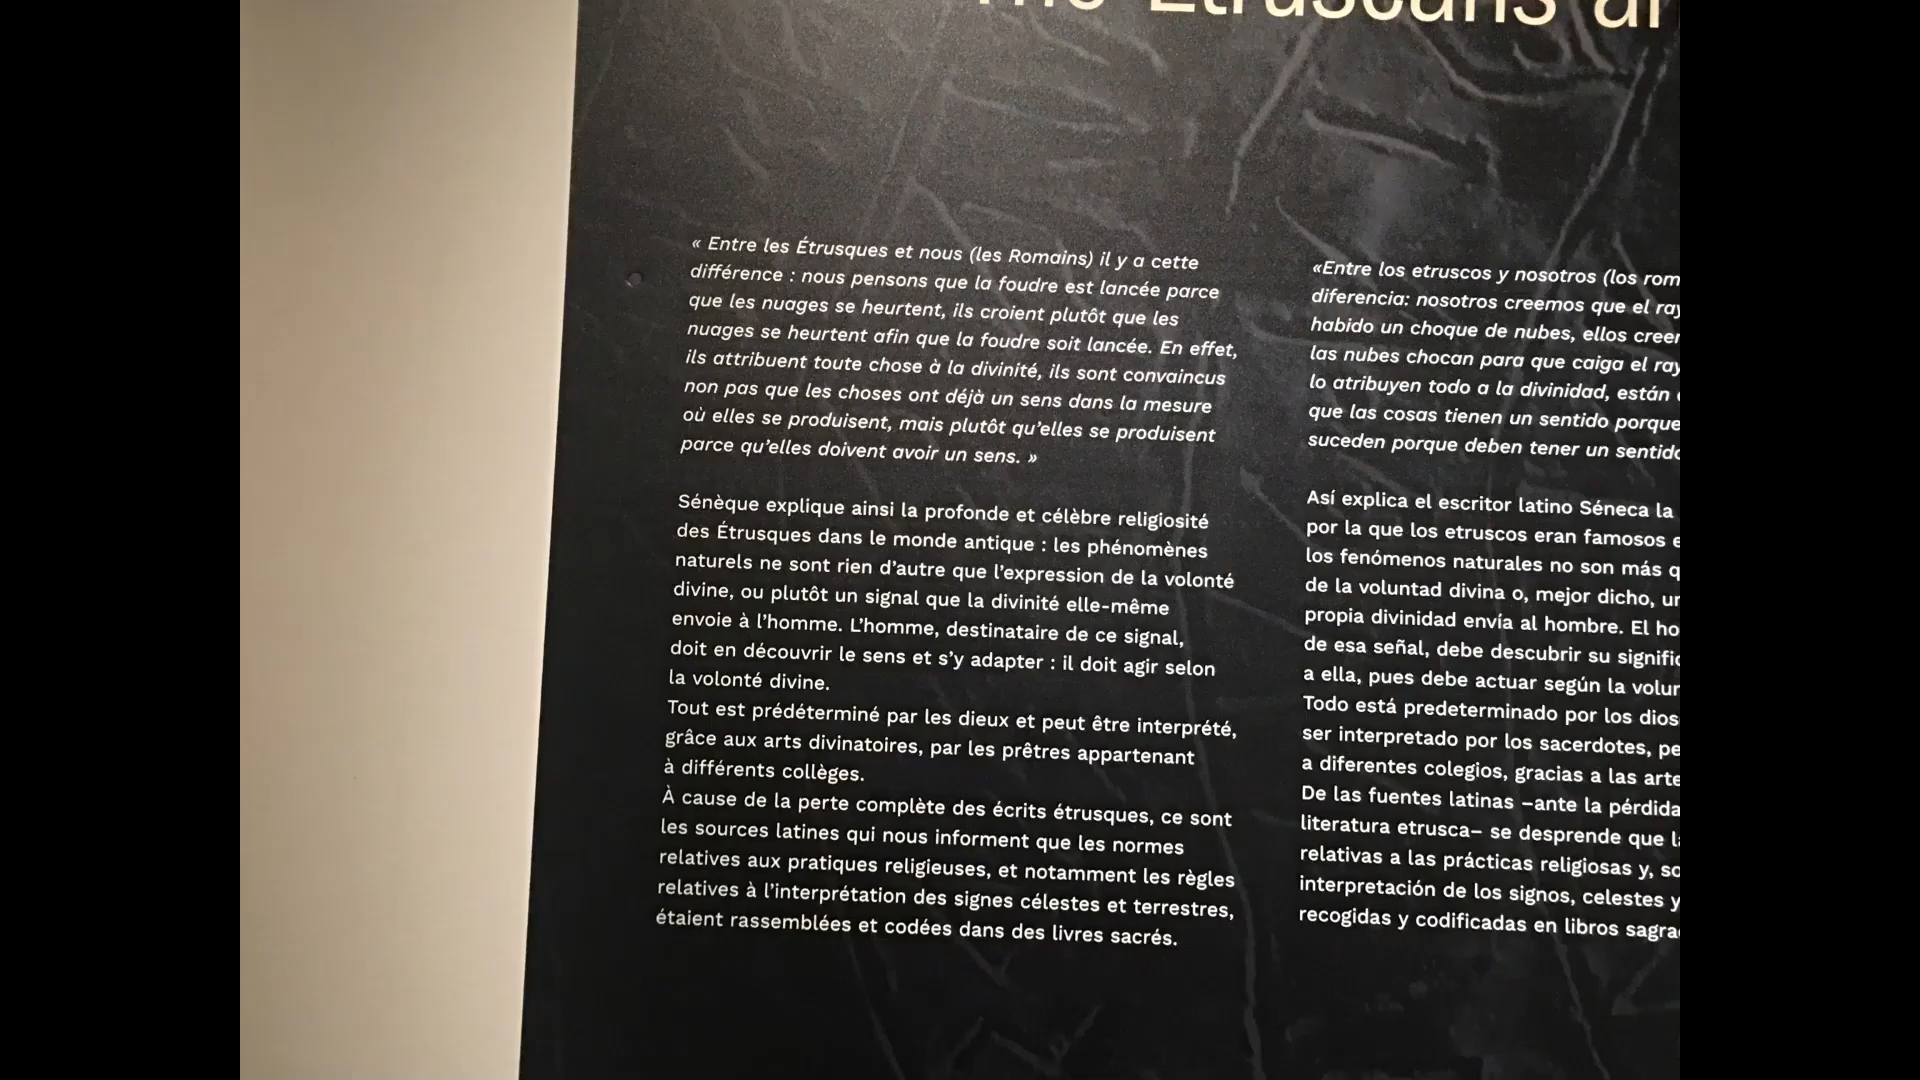 The Etruscans
« Entre les Étrusques et nous (les Romains) il y a cette
différence : nous pensons que la foudre est lancée parce
que les nuages se heurtent, ils croient plutôt que les
nuages se heurtent afin que la foudre soit lancée. En effet,
ils attribuent toute chose à la divinité, ils sont convaincus
non pas que les choses ont déjà un sens dans la mesure
où elles se produisent, mais plutôt qu’elles se produisent
parce qu’elles doivent avoir un sens. »
Sénèque explique ainsi la profonde et célèbre religiosité
des Étrusques dans le monde antique : les phénomènes
naturels ne sont rien d’autre que l’expression de la volonté
divine, ou plutôt un signal que la divinité elle-même
envoie à l’homme. L’homme, destinataire de ce signal,
doit en découvrir le sens et s’y adapter : il doit agir selon
la volonté divine.
Tout est prédéterminé par les dieux et peut être interprété,
grâce aux arts divinatoires, par les prêtres appartenant
à différents collèges.
À cause de la perte complète des écrits étrusques, ce sont
les sources latines qui nous informent que les normes
relatives aux pratiques religieuses, et notamment les règles
relatives à l’interprétation des signes célestes et terrestres,
étaient rassemblées et codées dans des livres sacrés.
«Entre los etruscos y nosotros (los
diferencia: nosotros creemos que el
habido un choque de nubes, ellos
las nubes chocan para que caiga el
lo atribuyen todo a la divinidad, están
que las cosas tienen un sentido porque
suceden porque deben tener un
Así explica el escritor latino Séneca la
por la que los etruscos eran famosos
los fenómenos naturales no son más
de la voluntad divina o, mejor dicho,
propia divinidad envía al hombre. El
de esa señal, debe descubrir su
a ella, pues debe actuar según la
Todo está predeterminado por los
ser interpretado por los sacerdotes,
a diferentes colegios, gracias a las
De las fuentes latinas –ante la pérdida
literatura etrusca– se desprende que
relativas a las prácticas religiosas y,
interpretación de los signos, celestes y
recogidas y codificadas en libros